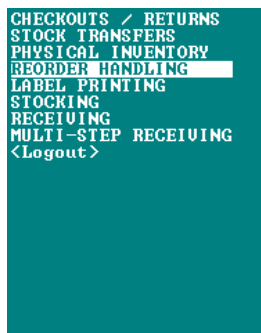 CHECKOUTS / RETURNS
STOCK TRANSFERS
PHYSICAL INVENTORY
REORDER HANDLING
LABEL PRINTING
STOCKING
RECEIVING
MULTI-STEP RECEIVING
<Logout>